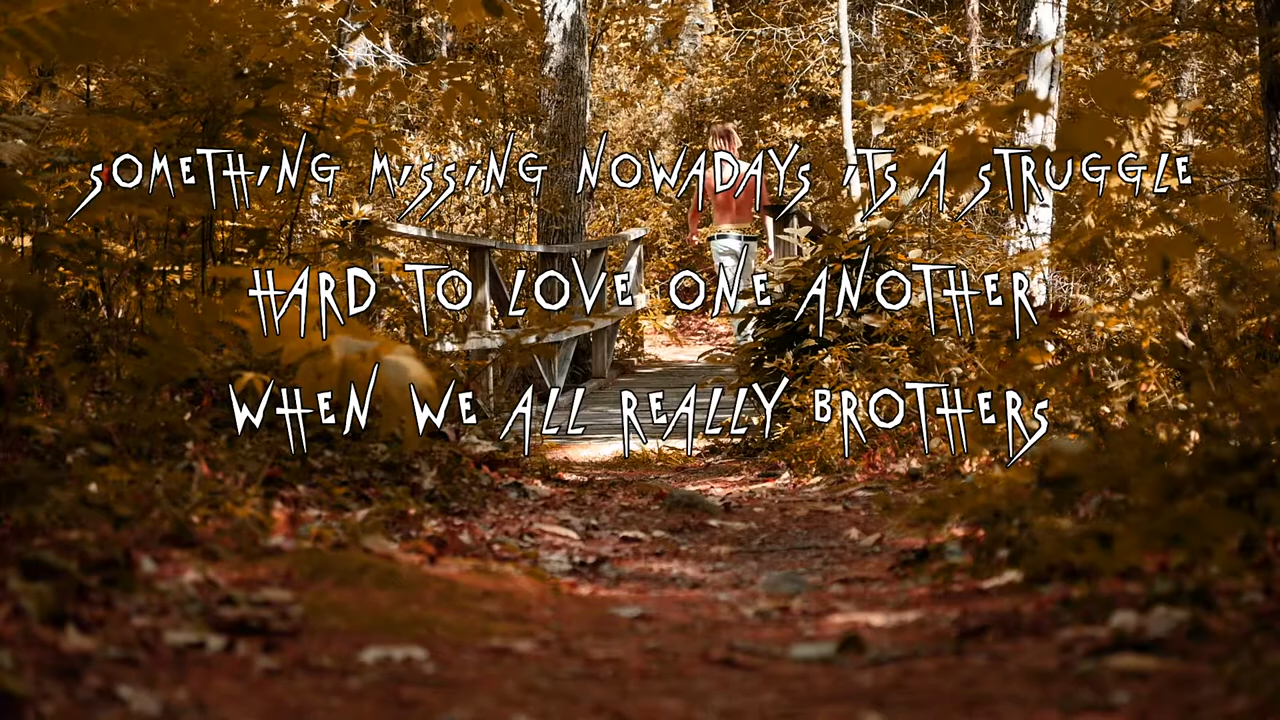 SOMETHING MISSING NOWADAYS ITS A STRUGGLE
HARD TO LOVE ONE ANOTHER
WHEN WE ALL REALLY BROTHERS